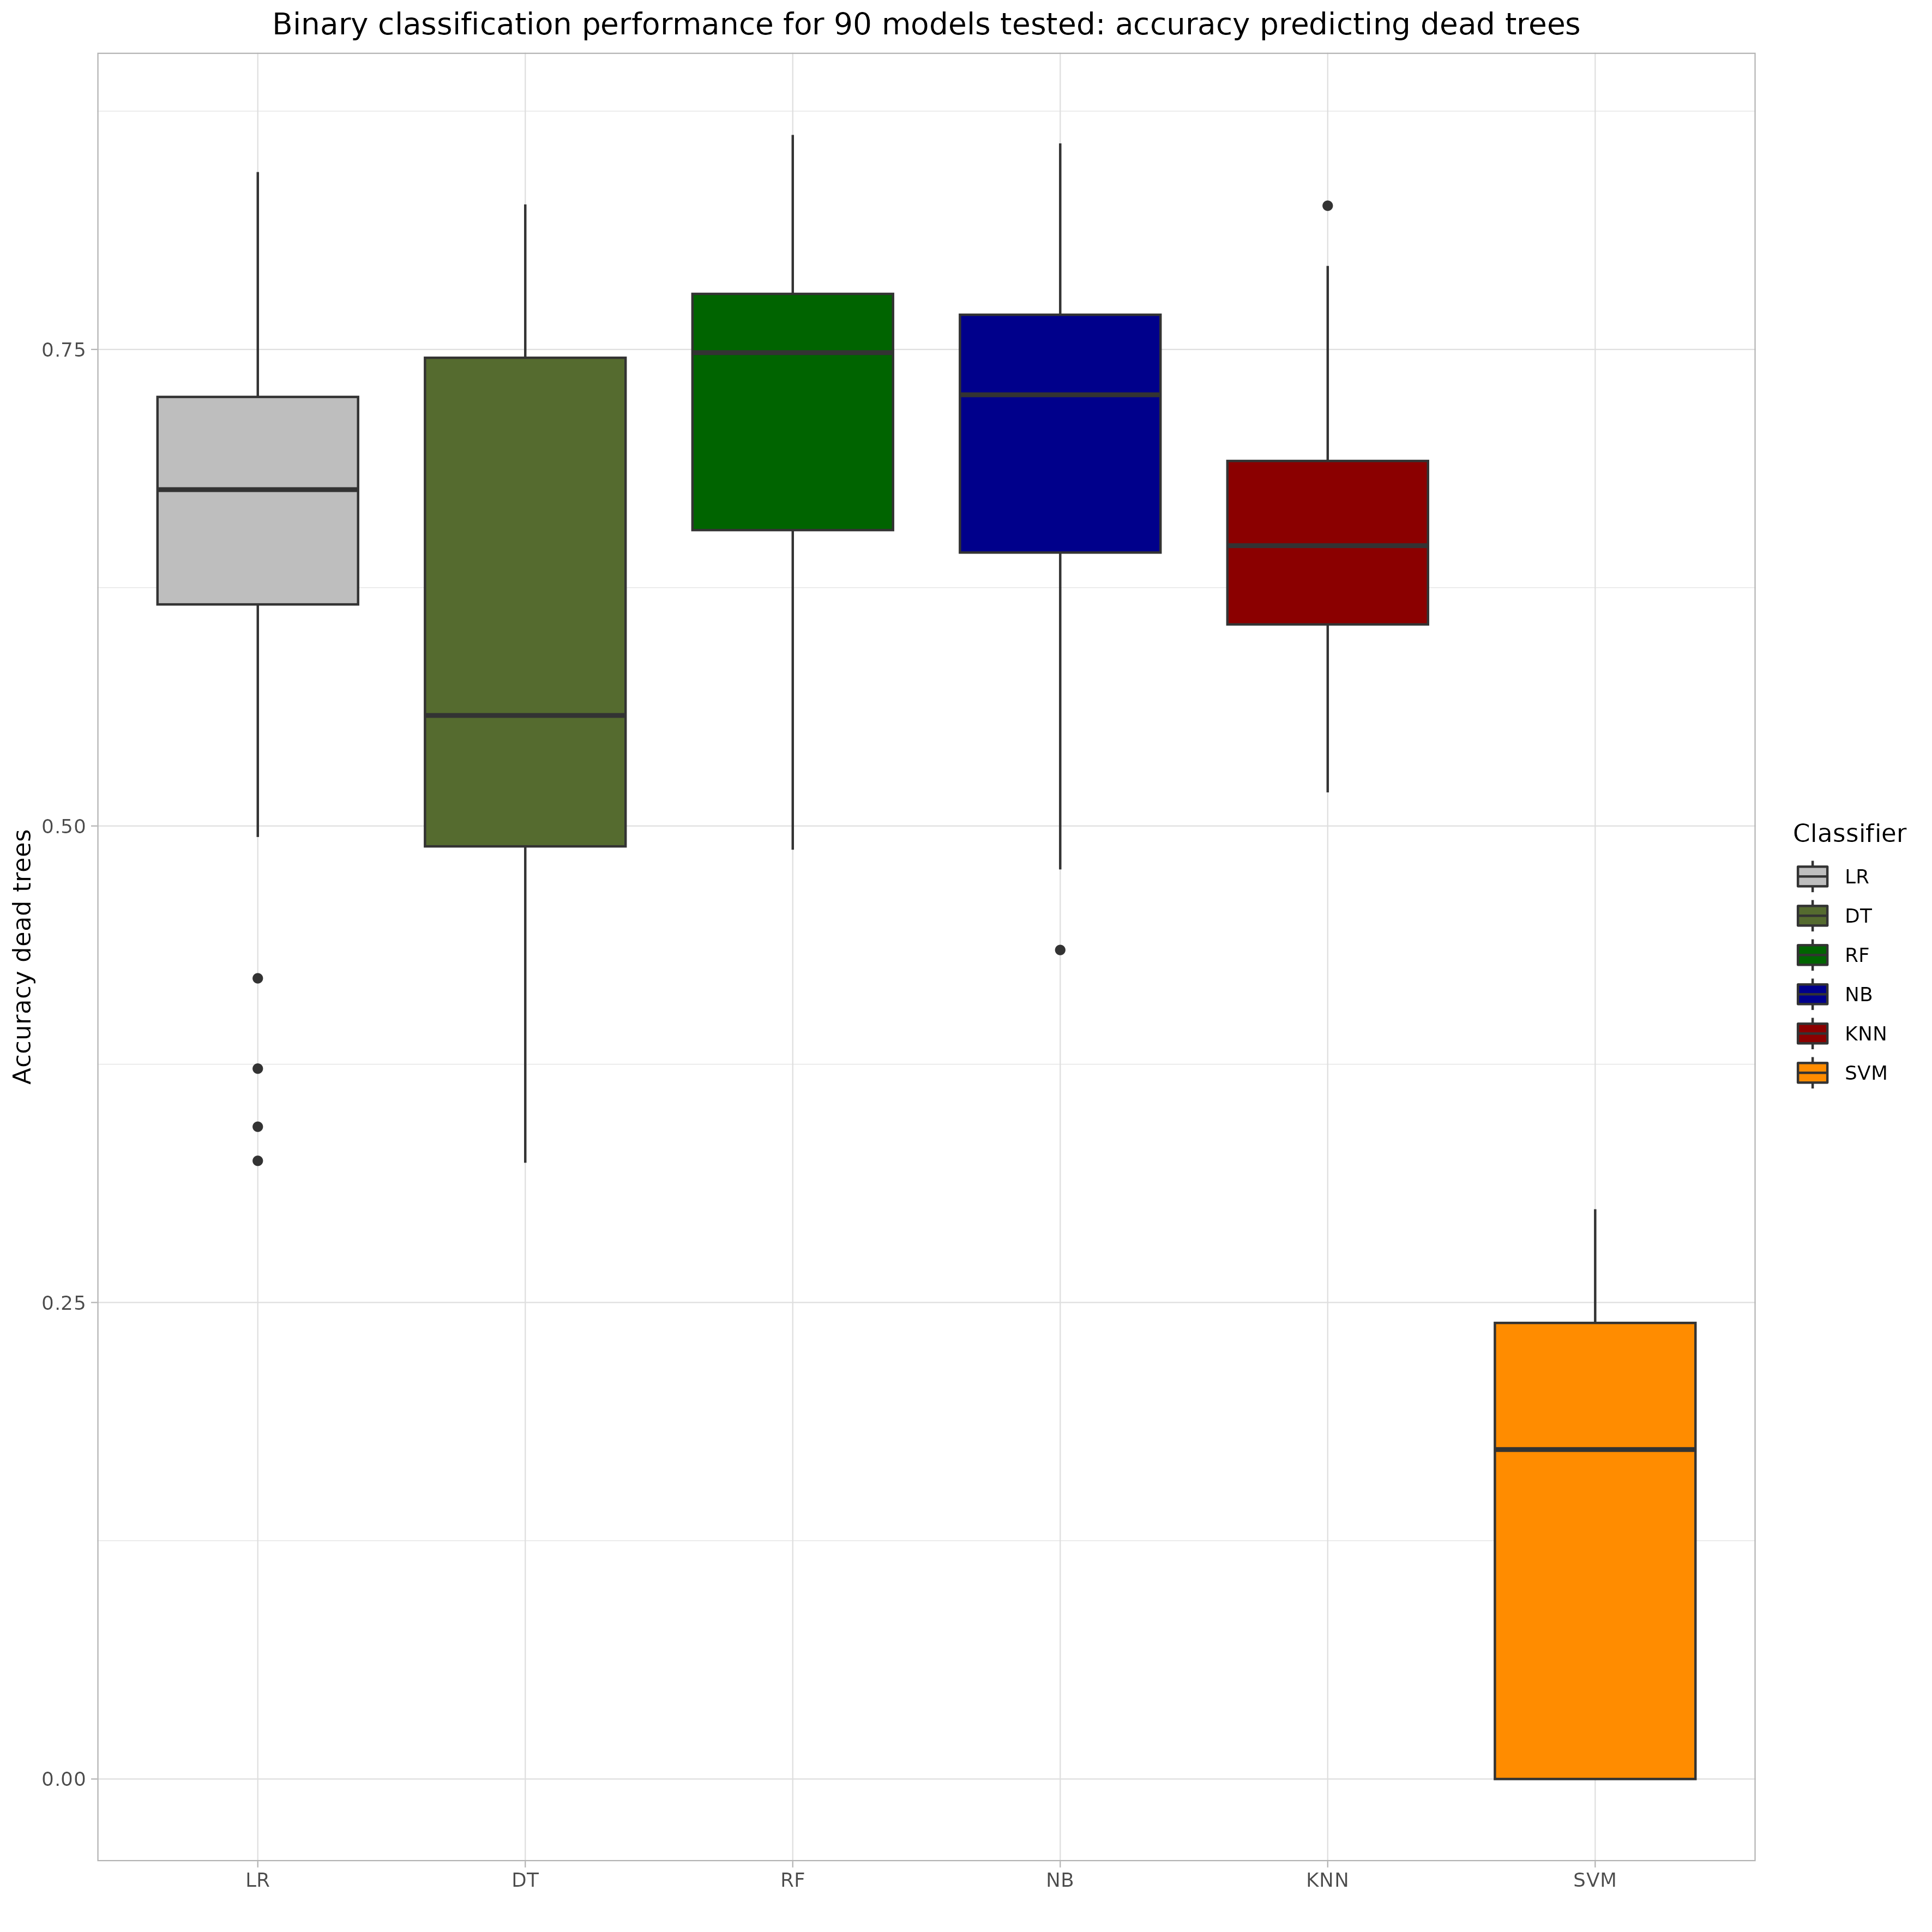 Binary classification performance for 90 models tested: accuracy predicting dead trees
Accuracy dead trees
0.75
0.50
0.25
0.00
LR
DT
RF
NB
KNN
SVM
Classifier
LR
DT
RF
NB
KNN
SVM